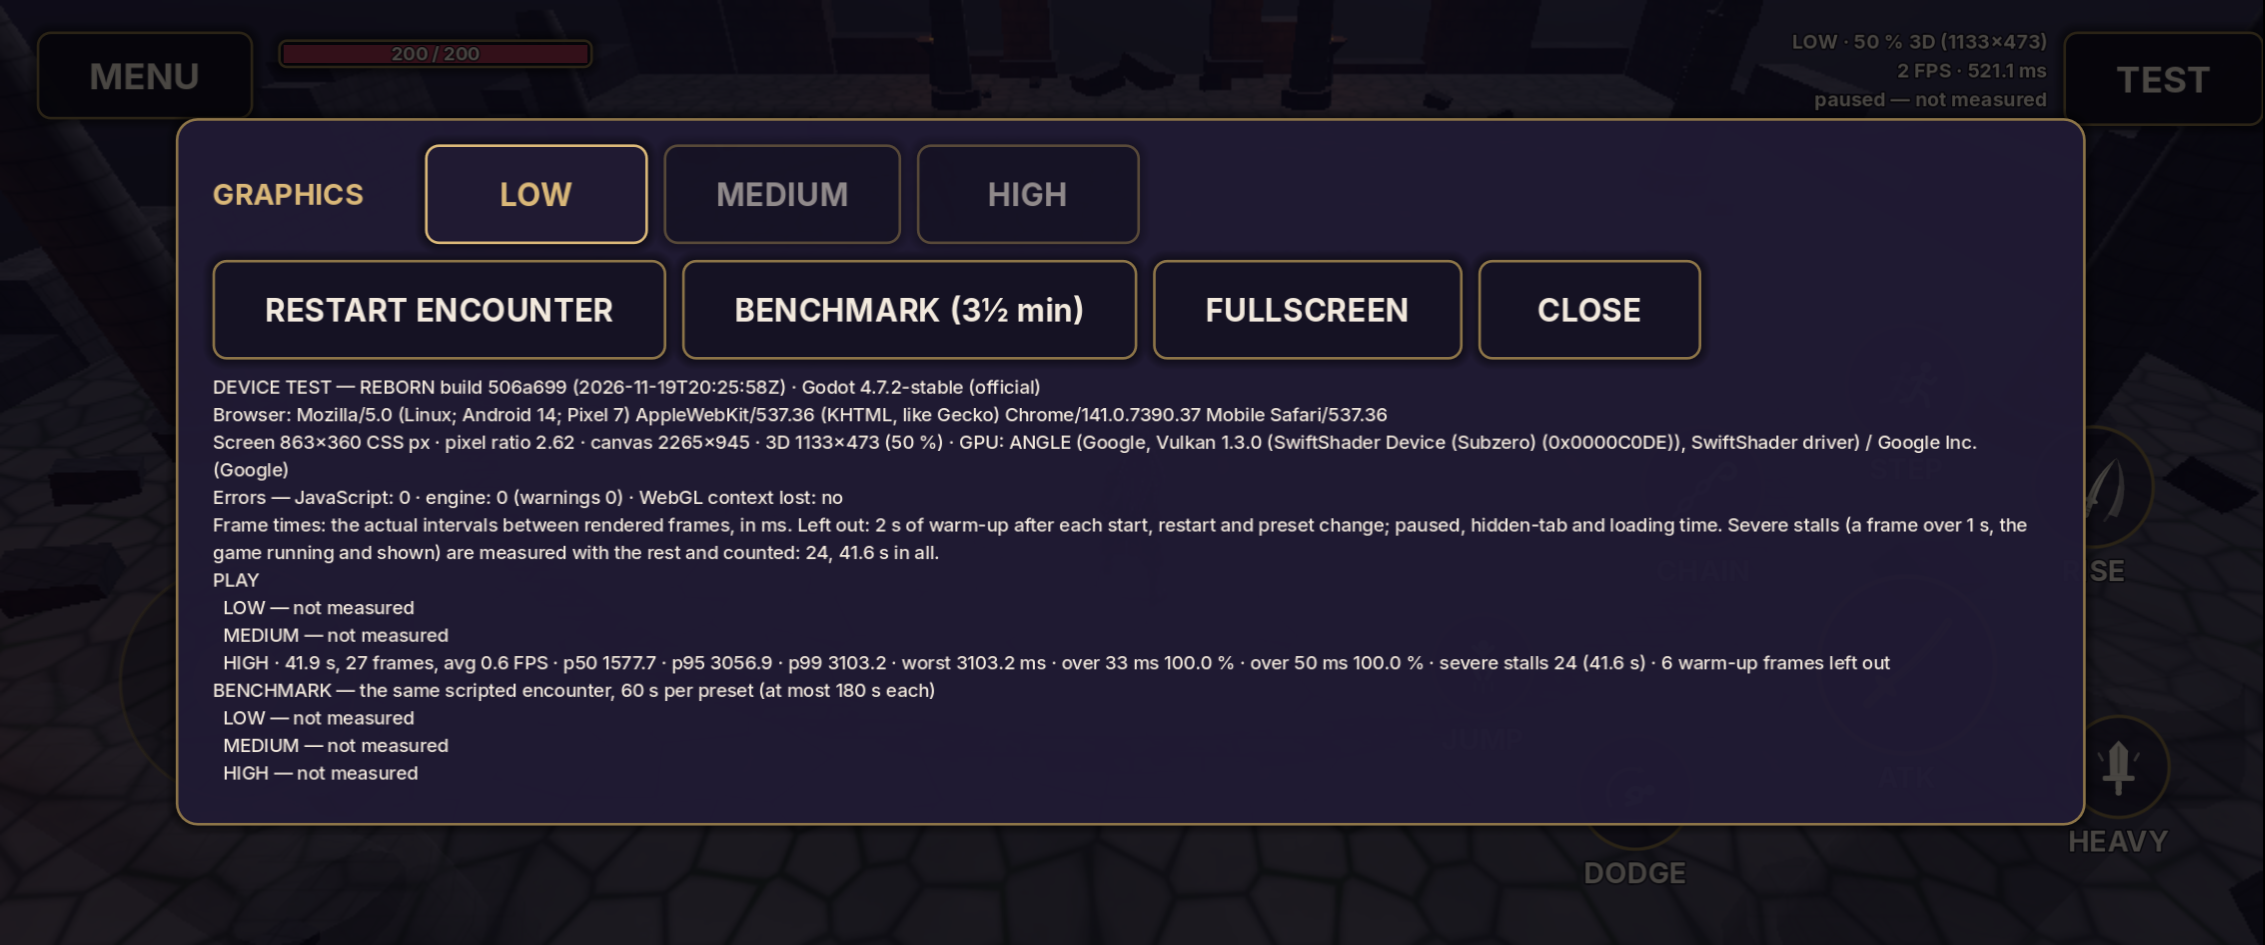 MENU
200 / 200
LOW · 50 % 3D (1133×473)
2 FPS · 521.1 ms
paused — not measured
TEST
GRAPHICS
LOW
MEDIUM
HIGH
RESTART ENCOUNTER
BENCHMARK (3½ min)
FULLSCREEN
CLOSE
DEVICE TEST — REBORN build 506a699 (2026-11-19T20:25:58Z) · Godot 4.7.2-stable (official)
Browser: Mozilla/5.0 (Linux; Android 14; Pixel 7) AppleWebKit/537.36 (KHTML, like Gecko) Chrome/141.0.7390.37 Mobile Safari/537.36
Screen 863×360 CSS px · pixel ratio 2.62 · canvas 2265×945 · 3D 1133×473 (50 %) · GPU: ANGLE (Google, Vulkan 1.3.0 (SwiftShader Device (Subzero) (0x0000C0DE)), SwiftShader driver) / Google Inc.
(Google)
Errors — JavaScript: 0 · engine: 0 (warnings 0) · WebGL context lost: no
Frame times: the actual intervals between rendered frames, in ms. Left out: 2 s of warm-up after each start, restart and preset change; paused, hidden-tab and loading time. Severe stalls (a frame over 1 s, the
game running and shown) are measured with the rest and counted: 24, 41.6 s in all.
PLAY
LOW — not measured
MEDIUM — not measured
HIGH · 41.9 s, 27 frames, avg 0.6 FPS · p50 1577.7 · p95 3056.9 · p99 3103.2 · worst 3103.2 ms · over 33 ms 100.0 % · over 50 ms 100.0 % · severe stalls 24 (41.6 s) · 6 warm-up frames left out
BENCHMARK — the same scripted encounter, 60 s per preset (at most 180 s each)
LOW — not measured
MEDIUM — not measured
HIGH — not measured
STEP
CHAIN
RISE
JUMP
ATK
HEAVY
DODGE